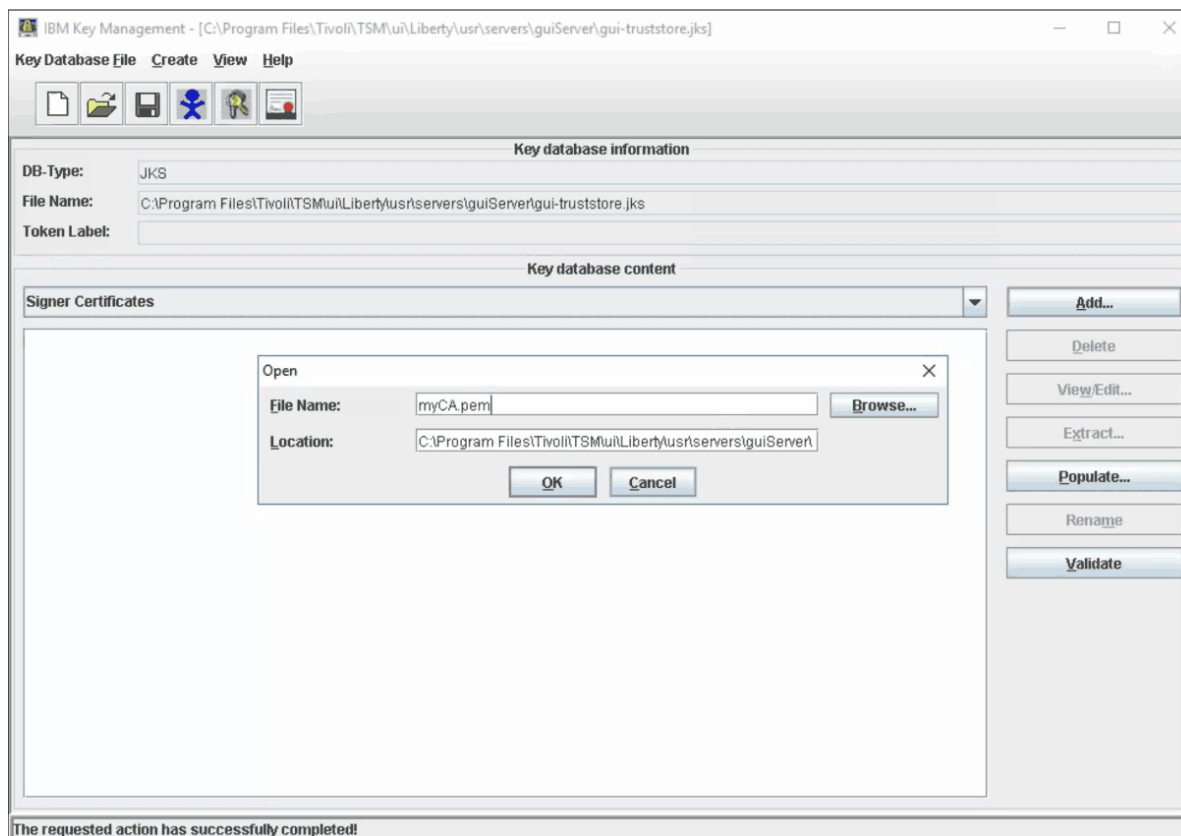 IBM Key Management - [C:\Program Files\Tivoli\TSM\ui\Liberty\usr\servers\guiServer\gui-truststore.jks]
Key Database File Create View Help
Key database information
DB-Type: JKS
File Name: C:\Program Files\Tivoli\TSM\ui\Liberty\usr\servers\guiServer\gui-truststore.jks
Token Label:
Key database content
Signer Certificates
Add...
Delete
View/Edit...
Extract...
Populate...
Rename
Validate
Open
File Name: myCA.pem Browse...
Location: C:\Program Files\Tivoli\TSM\ui\Liberty\usr\servers\guiServer\
OK Cancel
The requested action has successfully completed!